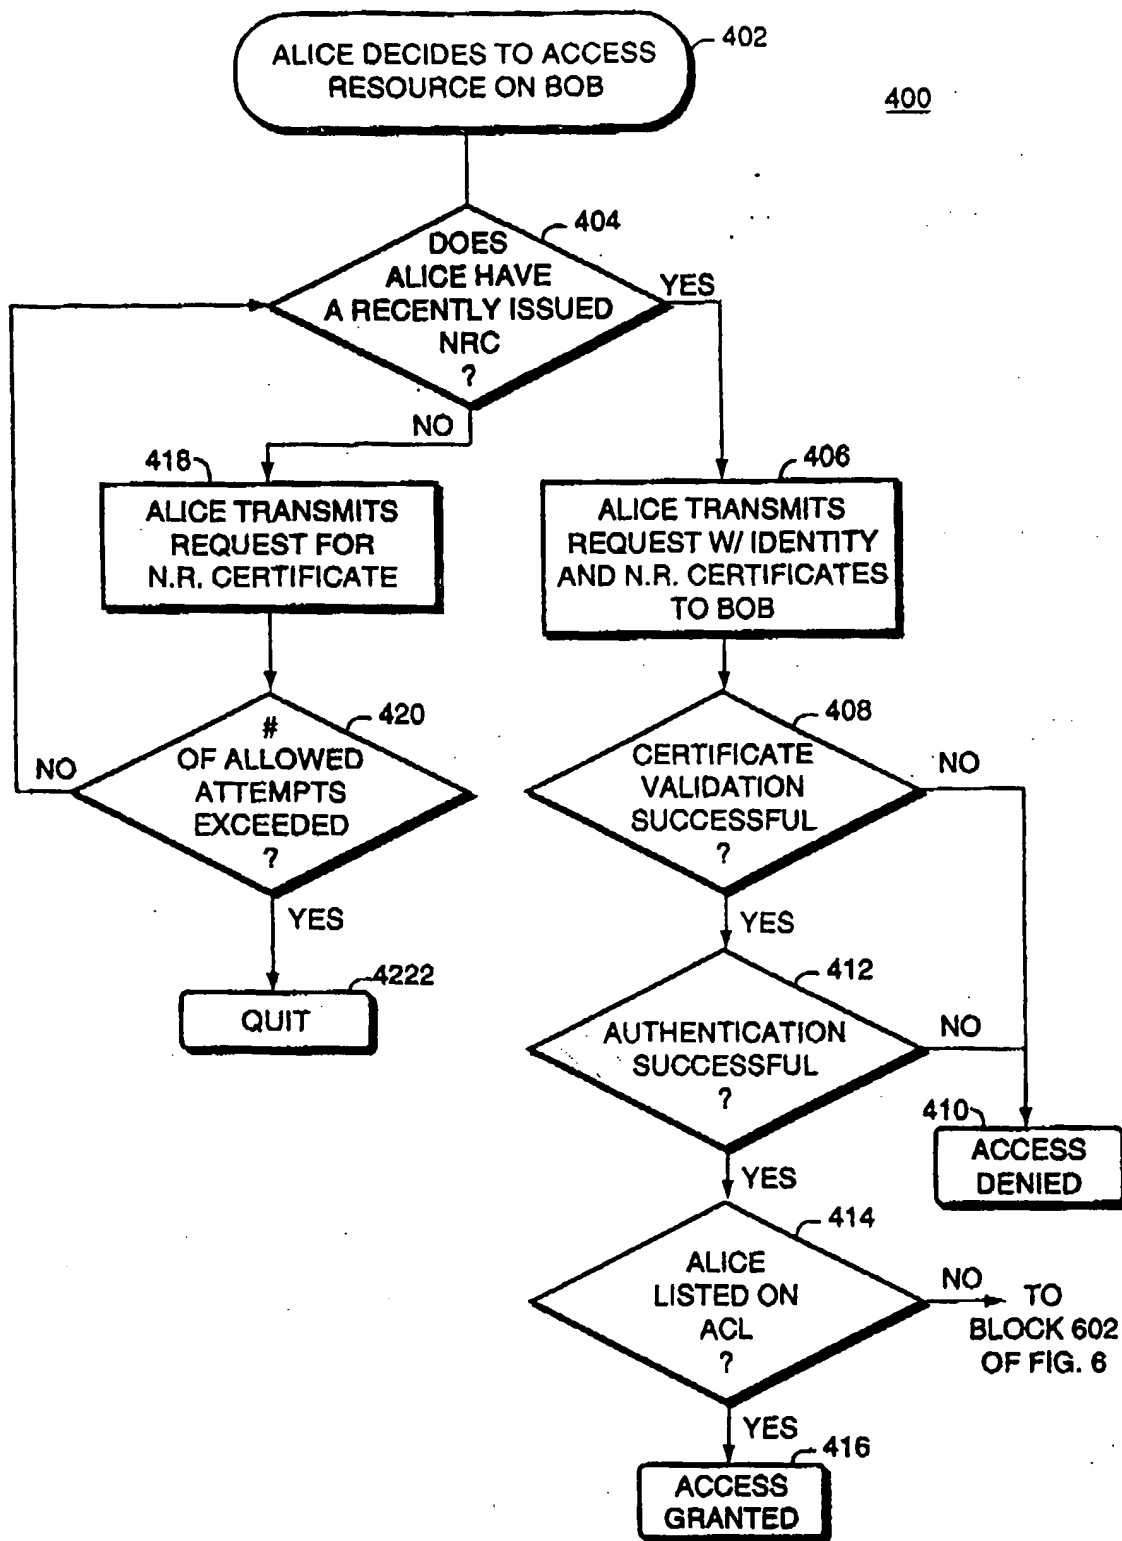 ALICE DECIDES TO ACCESS
RESOURCE ON BOB
402
400
404
DOES
ALICE HAVE
A RECENTLY ISSUED
NRC
?
YES
NO
418
ALICE TRANSMITS
REQUEST FOR
N.R. CERTIFICATE
406
ALICE TRANSMITS
REQUEST W/ IDENTITY
AND N.R. CERTIFICATES
TO BOB
420
#
OF ALLOWED
ATTEMPTS
EXCEEDED
?
NO
YES
4222
QUIT
408
CERTIFICATE
VALIDATION
SUCCESSFUL
?
NO
YES
412
AUTHENTICATION
SUCCESSFUL
?
NO
YES
410
ACCESS
DENIED
414
ALICE
LISTED ON
ACL
?
NO
TO
BLOCK 602
OF FIG. 6
YES
416
ACCESS
GRANTED